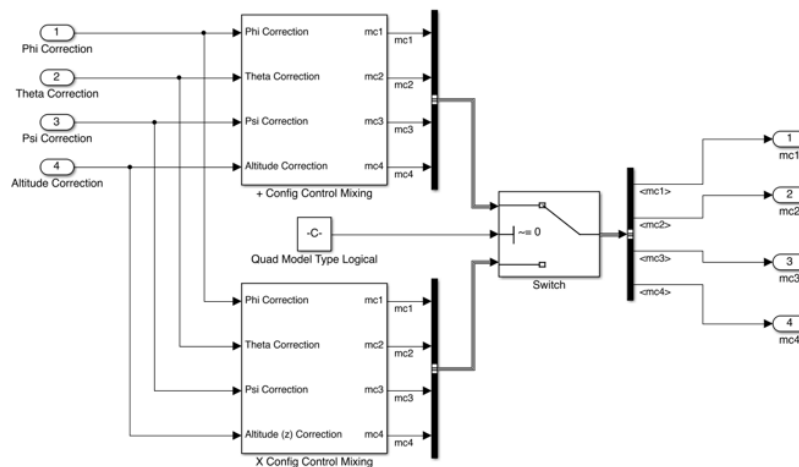 1
Phi Correction
2
Theta Correction
3
Psi Correction
4
Altitude Correction
Phi Correction
mc1
mc1
Theta Correction
mc2
mc2
Psi Correction
mc3
mc3
Altitude Correction
mc4
mc4
+ Config Control Mixing
-C-
Quad Model Type Logical
~= 0
Switch
Phi Correction
mc1
mc1
Theta Correction
mc2
mc2
Psi Correction
mc3
mc3
Altitude (z) Correction
mc4
mc4
X Config Control Mixing
<mc1>
<mc2>
<mc3>
<mc4>
1
mc1
2
mc2
3
mc3
4
mc4